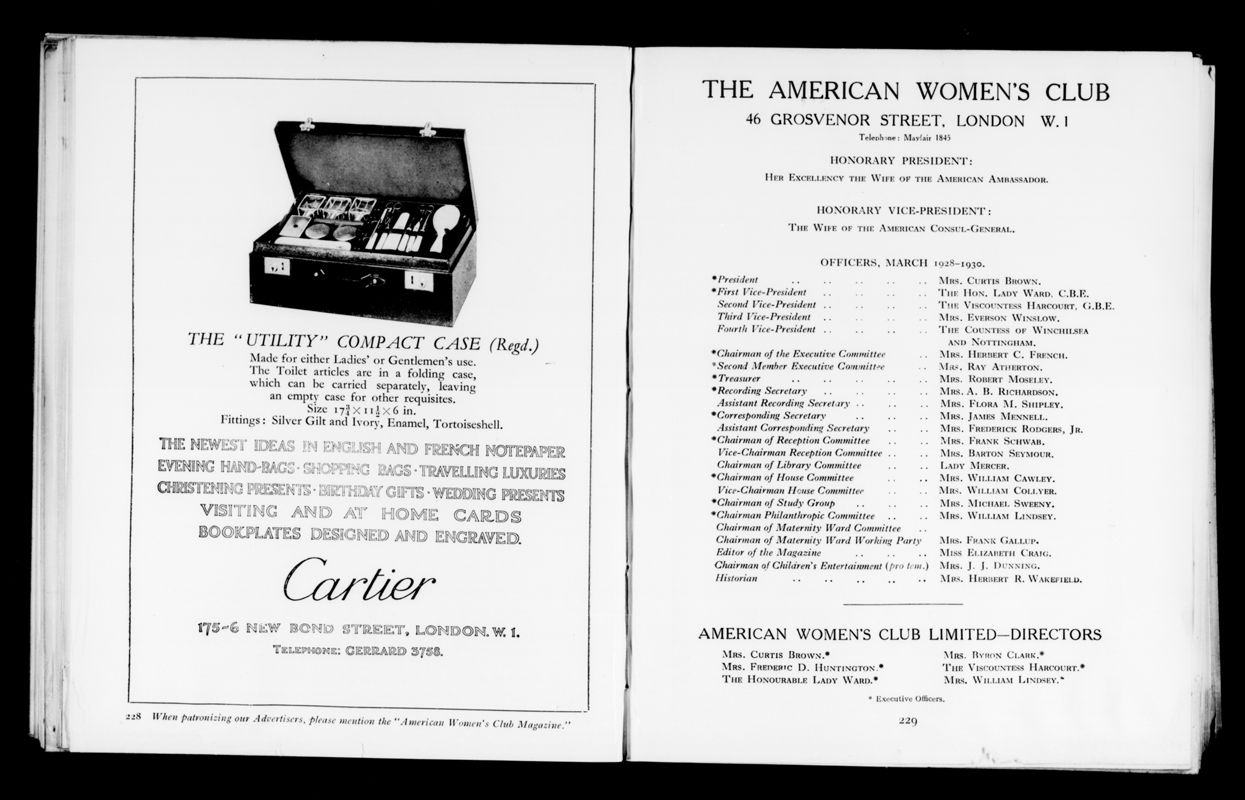 THE "UTILITY" COMPACT CASE (Regd.)
Made for either Ladies' or Gentlemen's use.
The Toilet articles are in a folding case,
which can be carried separately, leaving
an empty case for other requisites.
Size 17¾ × 11½ × 6 in.
Fittings: Silver Gilt and Ivory, Enamel, Tortoiseshell.
THE NEWEST IDEAS IN ENGLISH AND FRENCH NOTEPAPER
EVENING HAND-BAGS · SHOPPING BAGS · TRAVELLING LUXURIES
CHRISTENING PRESENTS · BIRTHDAY GIFTS · WEDDING PRESENTS
VISITING AND AT HOME CARDS
BOOKPLATES DESIGNED AND ENGRAVED.
Cartier
175-6 NEW BOND STREET, LONDON. W. 1.
TELEPHONE: GERRARD 3758.
228 When patronizing our Advertisers, please mention the "American Women's Club Magazine."
THE AMERICAN WOMEN'S CLUB
46 GROSVENOR STREET, LONDON W. 1
Telephone: Mayfair 1845
HONORARY PRESIDENT:
HER EXCELLENCY THE WIFE OF THE AMERICAN AMBASSADOR.
HONORARY VICE-PRESIDENT:
THE WIFE OF THE AMERICAN CONSUL-GENERAL.
OFFICERS, MARCH 1928-1930.
*President .. .. .. .. .. MRS. CURTIS BROWN.
*First Vice-President .. .. .. .. THE HON. LADY WARD, C.B.E.
Second Vice-President .. .. .. .. THE VISCOUNTESS HARCOURT, G.B.E.
Third Vice-President .. .. .. .. MRS. EVERSON WINSLOW.
Fourth Vice-President .. .. .. .. THE COUNTESS OF WINCHILSEA
AND NOTTINGHAM.
*Chairman of the Executive Committee .. MRS. HERBERT C. FRENCH.
*Second Member Executive Committee .. MRS. RAY ATHERTON.
*Treasurer .. .. .. .. .. MRS. ROBERT MOSELEY.
*Recording Secretary .. .. .. .. MRS. A. B. RICHARDSON.
Assistant Recording Secretary .. .. .. MRS. FLORA M. SHIPLEY.
*Corresponding Secretary .. .. .. MRS. JAMES MENNELL.
Assistant Corresponding Secretary .. .. MRS. FREDERICK RODGERS, JR.
*Chairman of Reception Committee .. .. MRS. FRANK SCHWAB.
Vice-Chairman Reception Committee .. .. MRS. BARTON SEYMOUR.
Chairman of Library Committee .. .. LADY MERCER.
*Chairman of House Committee .. .. MRS. WILLIAM CAWLEY.
Vice-Chairman House Committee .. .. MRS. WILLIAM COLLYER.
*Chairman of Study Group .. .. .. MRS. MICHAEL SWEENY.
*Chairman Philanthropic Committee .. .. MRS. WILLIAM LINDSEY.
Chairman of Maternity Ward Committee ..
Chairman of Maternity Ward Working Party MRS. FRANK GALLUP.
Editor of the Magazine .. .. .. MISS ELIZABETH CRAIG.
Chairman of Children's Entertainment (pro tem.) MRS. J. J. DUNNING.
Historian .. .. .. .. .. MRS. HERBERT R. WAKEFIELD.
AMERICAN WOMEN'S CLUB LIMITED—DIRECTORS
MRS. CURTIS BROWN.* MRS. BYRON CLARK.*
MRS. FREDERIC D. HUNTINGTON.* THE VISCOUNTESS HARCOURT.*
THE HONOURABLE LADY WARD.* MRS. WILLIAM LINDSEY.*
* Executive Officers.
229